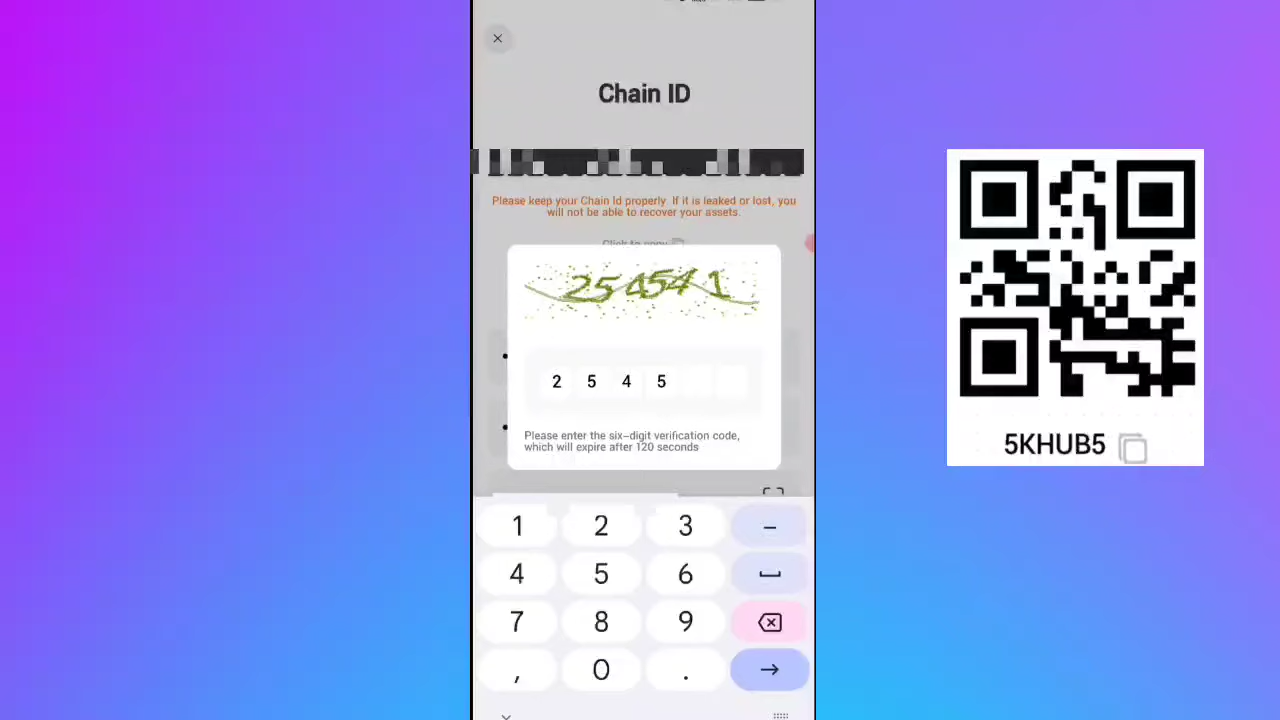 Chain ID
Please keep your Chain Id properly. If it is leaked or lost, you
will not be able to recover your assets.
Click to copy
254541
2 5 4 5
Please enter the six-digit verification code,
which will expire after 120 seconds
1 2 3 -
4 5 6
7 8 9
, 0 .
5KHUB5